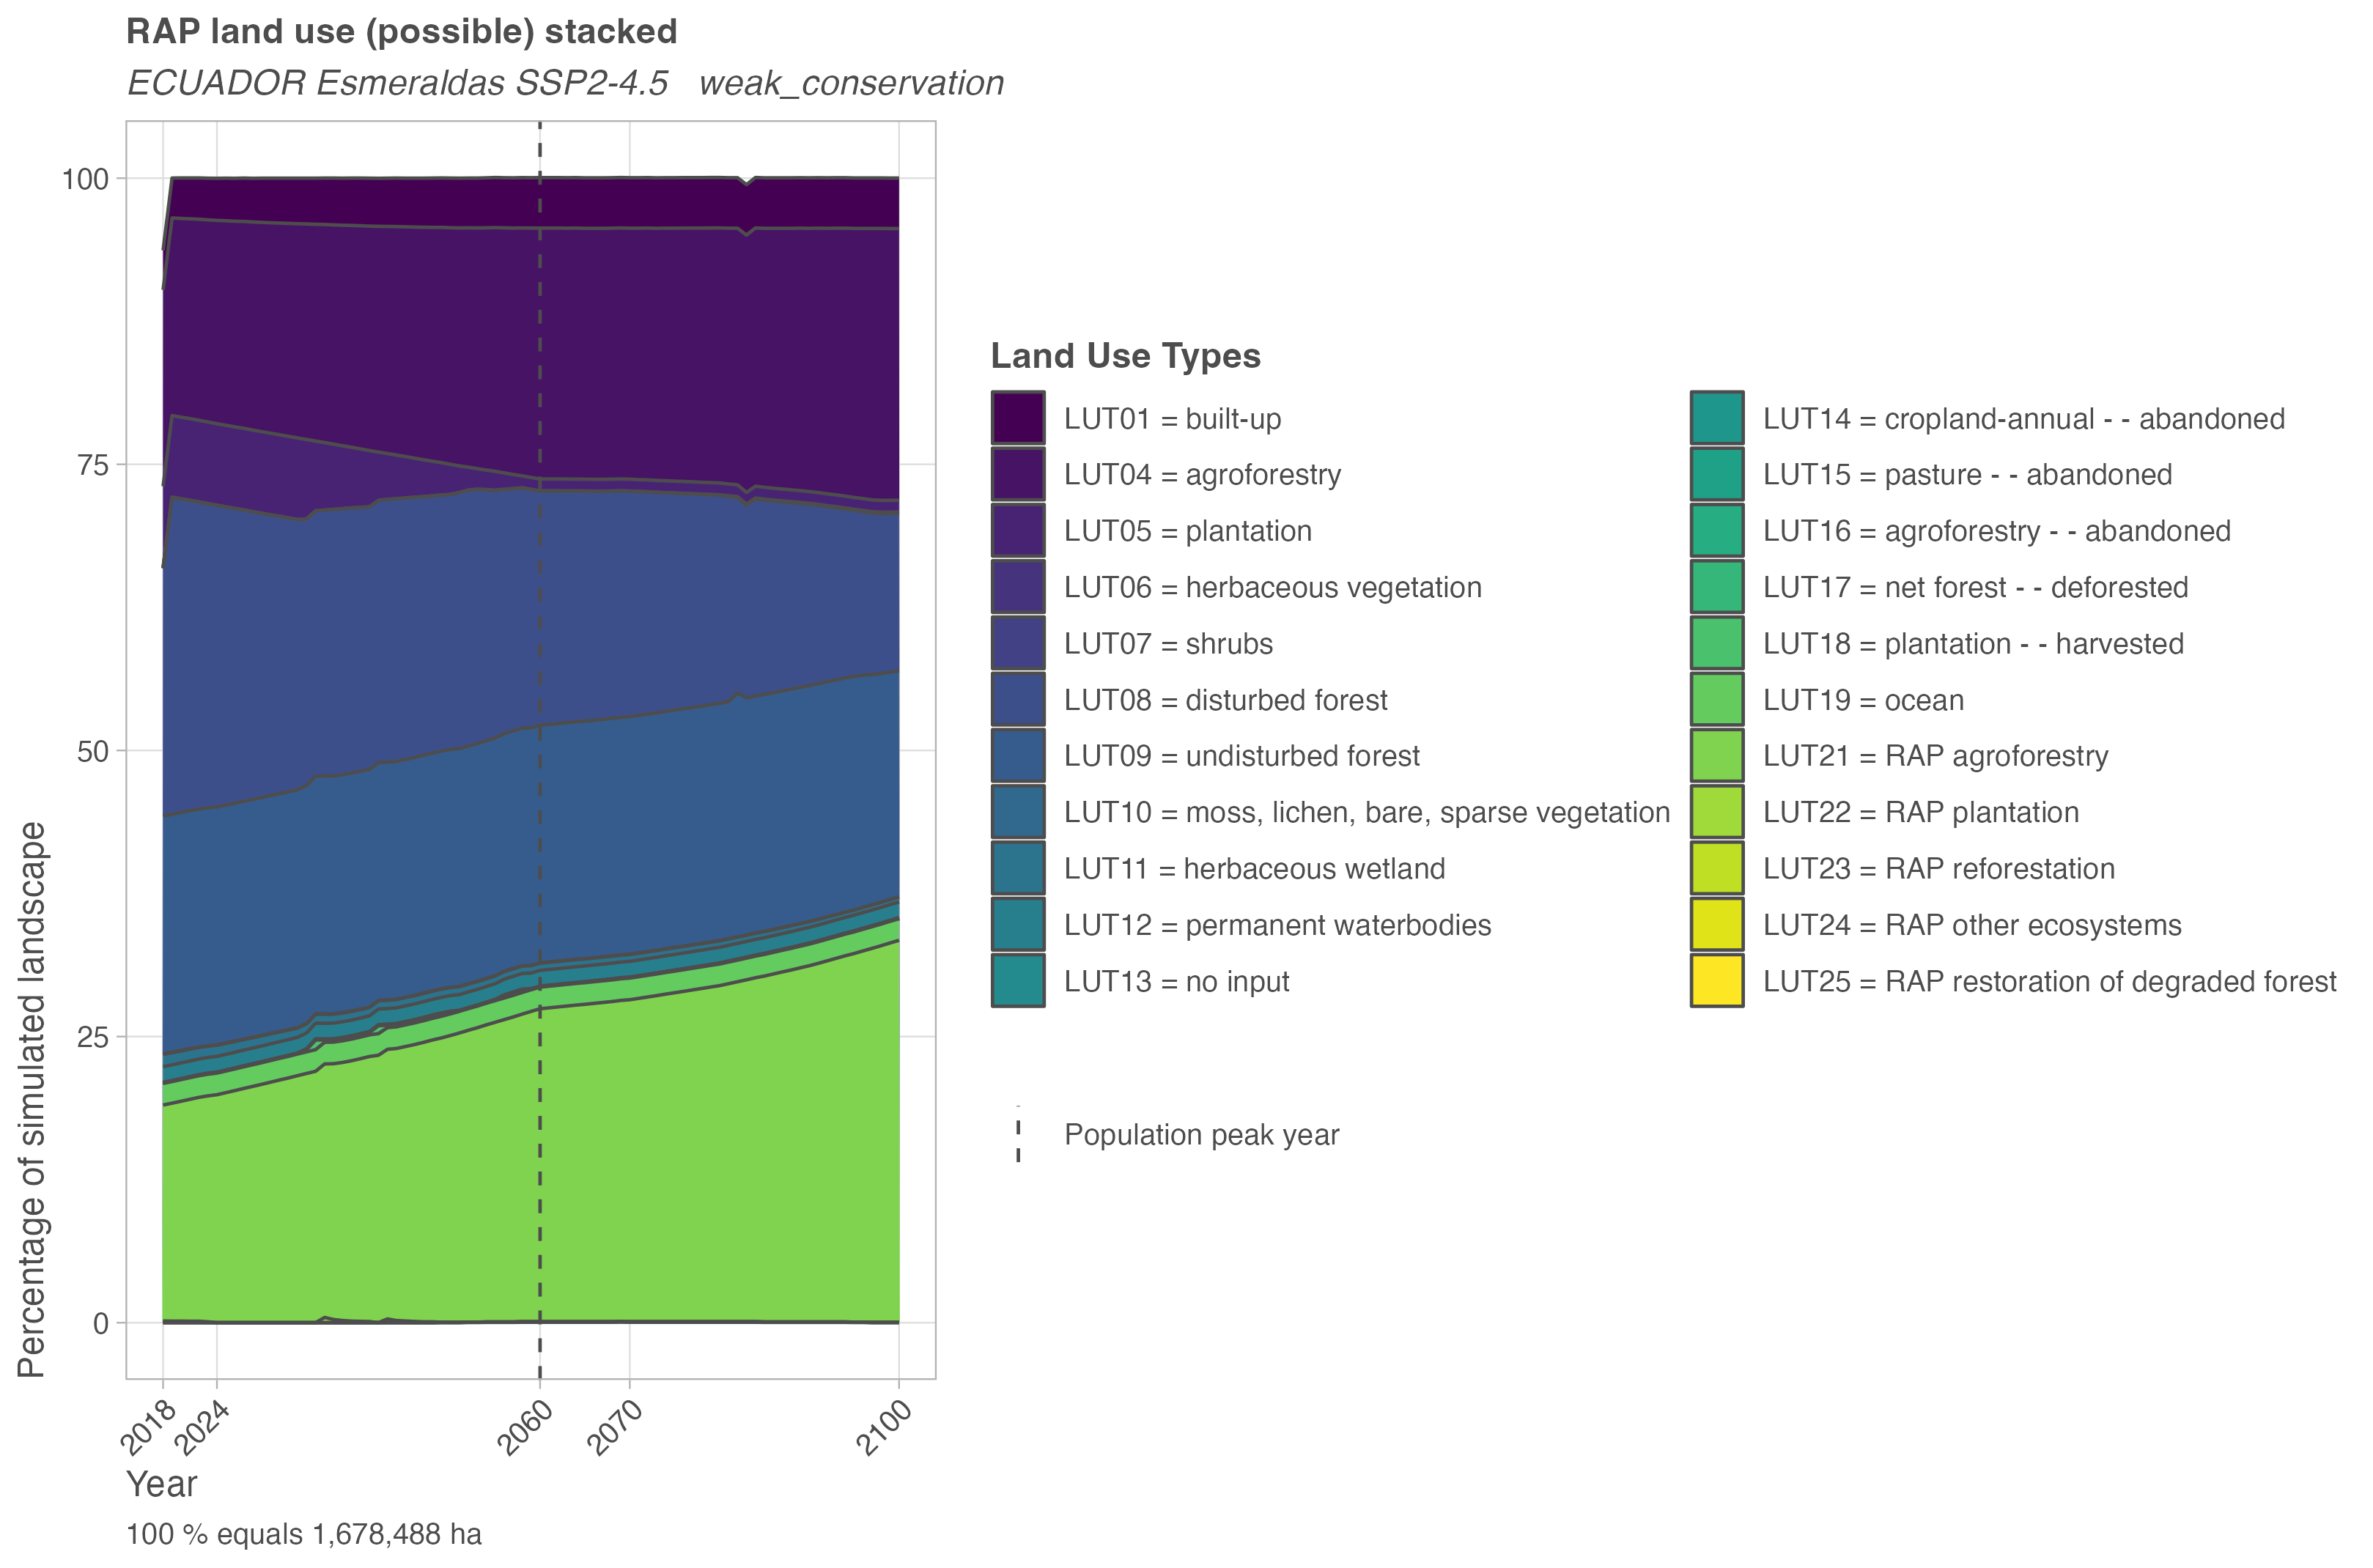 RAP land use (possible) stacked
ECUADOR Esmeraldas SSP2-4.5 weak_conservation
Percentage of simulated landscape
100
75
50
25
0
2018
2024
2060
2070
2100
Year
100 % equals 1,678,488 ha
Land Use Types
LUT01 = built-up
LUT04 = agroforestry
LUT05 = plantation
LUT06 = herbaceous vegetation
LUT07 = shrubs
LUT08 = disturbed forest
LUT09 = undisturbed forest
LUT10 = moss, lichen, bare, sparse vegetation
LUT11 = herbaceous wetland
LUT12 = permanent waterbodies
LUT13 = no input
LUT14 = cropland-annual - - abandoned
LUT15 = pasture - - abandoned
LUT16 = agroforestry - - abandoned
LUT17 = net forest - - deforested
LUT18 = plantation - - harvested
LUT19 = ocean
LUT21 = RAP agroforestry
LUT22 = RAP plantation
LUT23 = RAP reforestation
LUT24 = RAP other ecosystems
LUT25 = RAP restoration of degraded forest
Population peak year